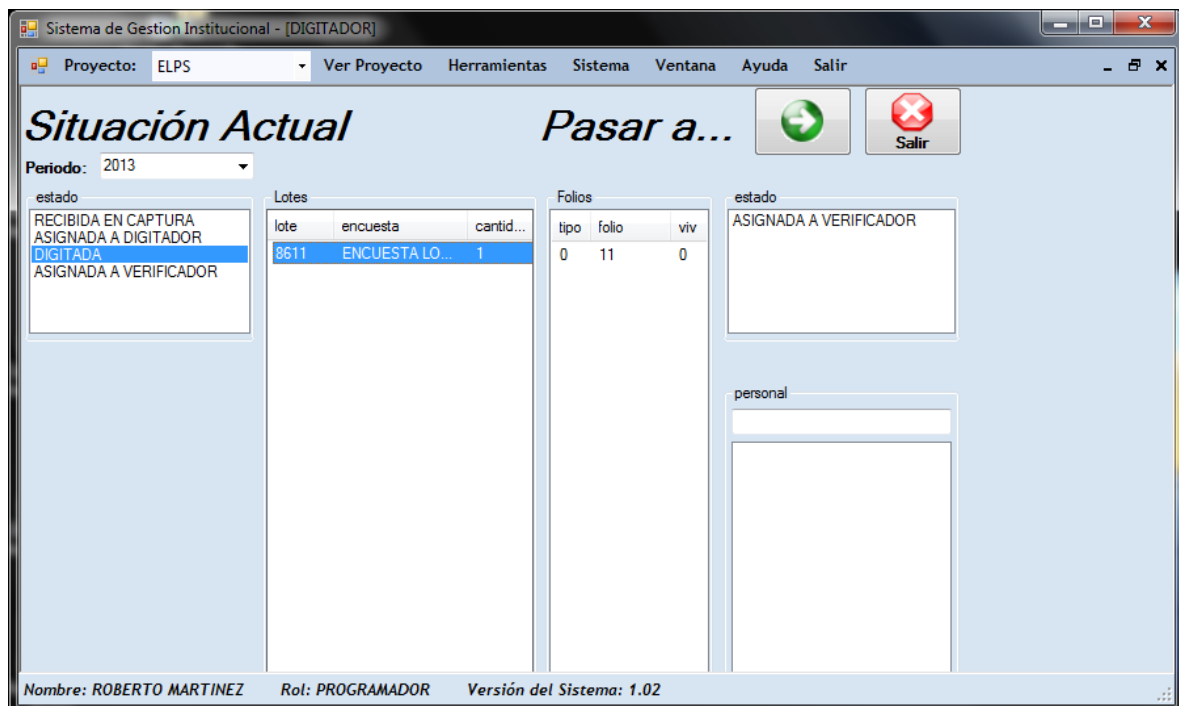 Sistema de Gestion Institucional - [DIGITADOR]
Proyecto: ELPS Ver Proyecto Herramientas Sistema Ventana Ayuda Salir
Situación Actual Pasar a...
Salir
Periodo: 2013
estado
RECIBIDA EN CAPTURA
ASIGNADA A DIGITADOR
DIGITADA
ASIGNADA A VERIFICADOR
Lotes
lote encuesta cantid...
8611 ENCUESTA LO... 1
Folios
tipo folio viv
0 11 0
estado
ASIGNADA A VERIFICADOR
personal
Nombre: ROBERTO MARTINEZ Rol: PROGRAMADOR Versión del Sistema: 1.02